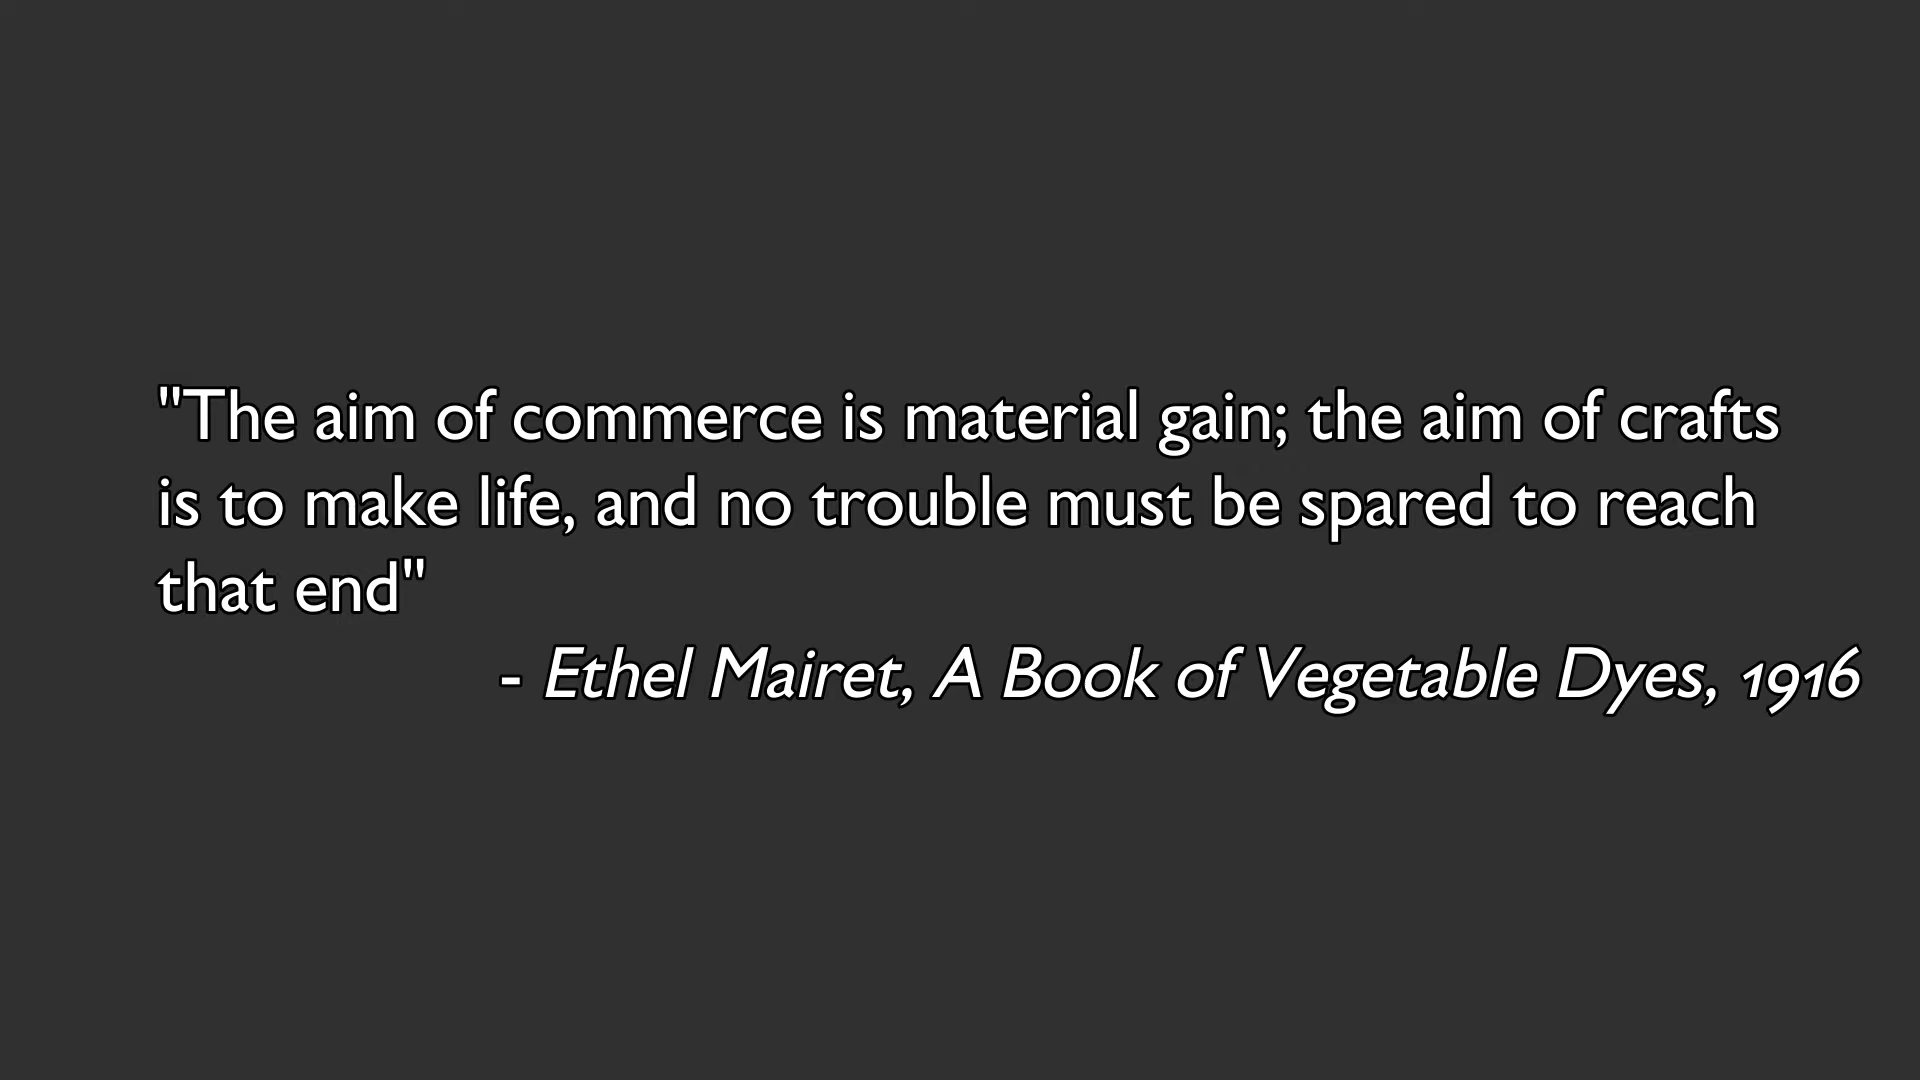 "The aim of commerce is material gain; the aim of crafts
is to make life, and no trouble must be spared to reach
that end"
- Ethel Mairet, A Book of Vegetable Dyes, 1916